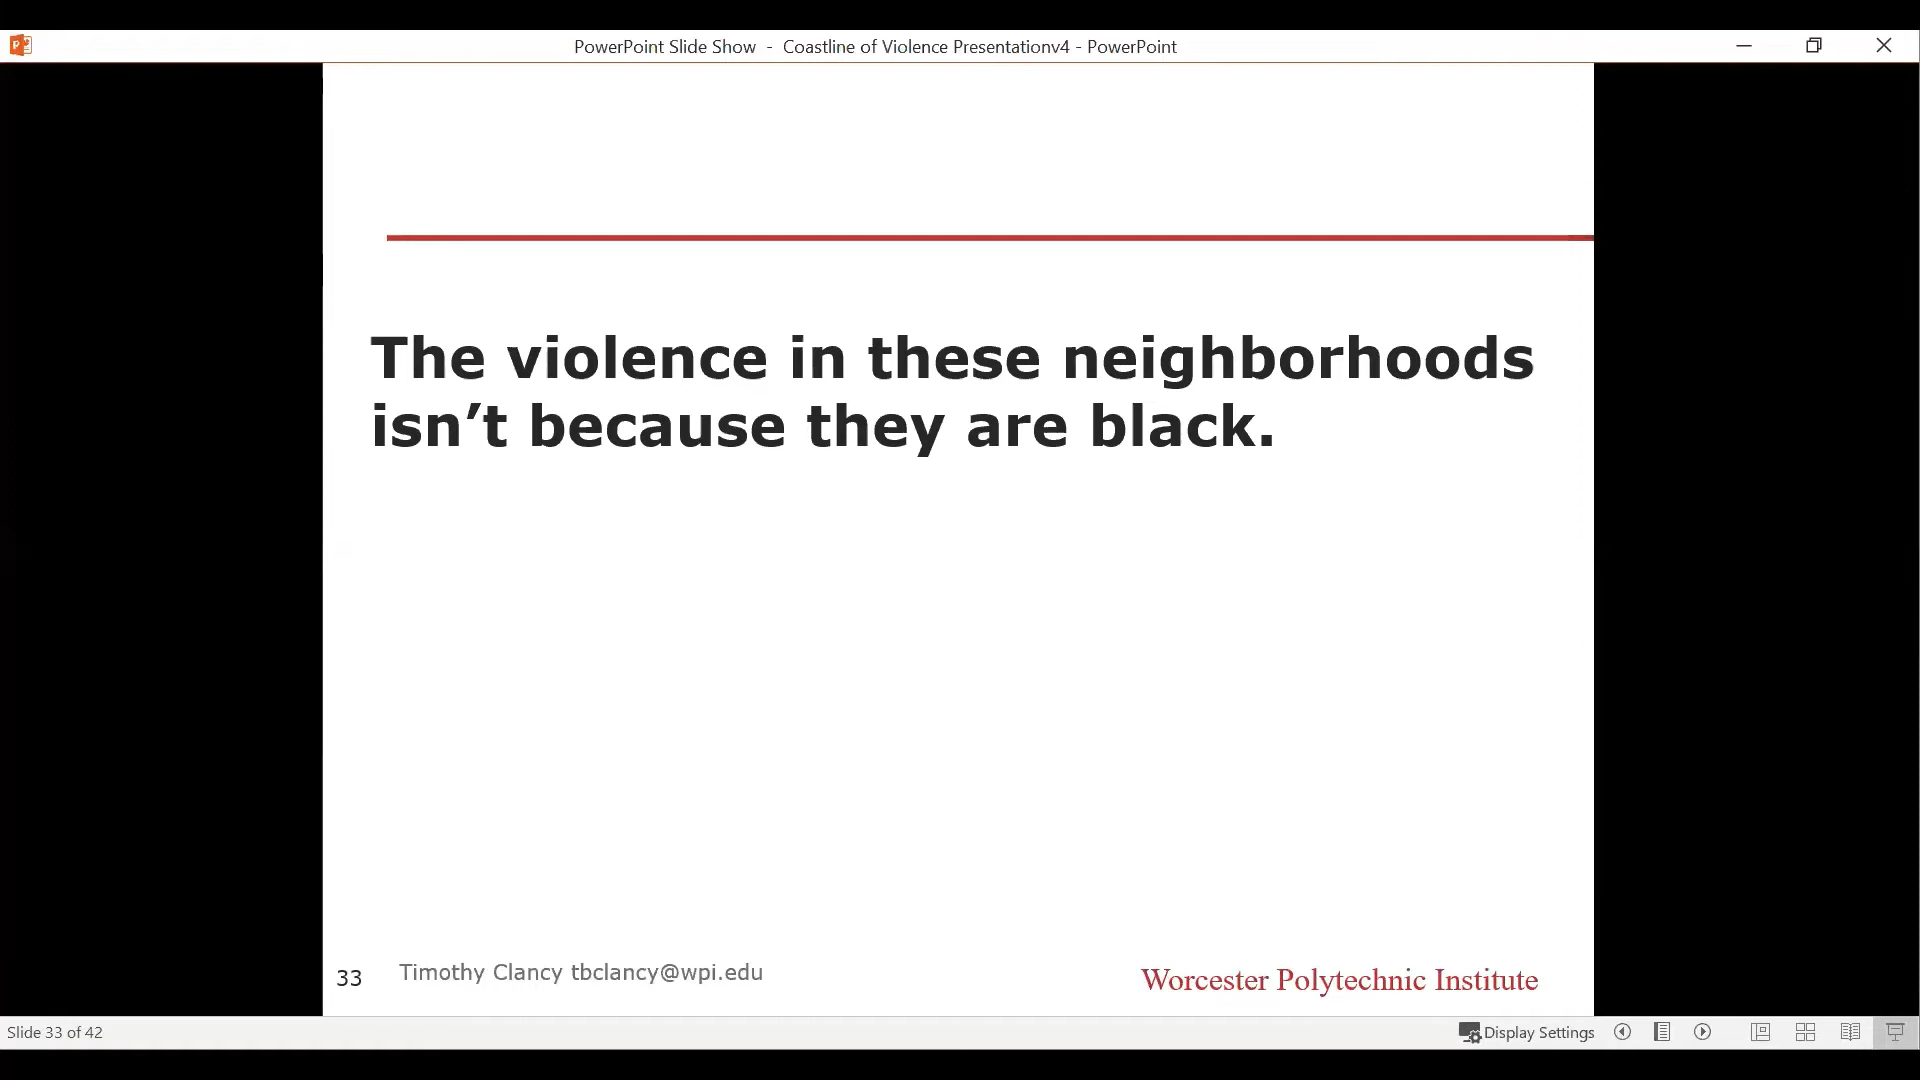 PowerPoint Slide Show - Coastline of Violence Presentationv4 - PowerPoint
The violence in these neighborhoods
isn’t because they are black.
33 Timothy Clancy tbclancy@wpi.edu Worcester Polytechnic Institute
Slide 33 of 42 Display Settings